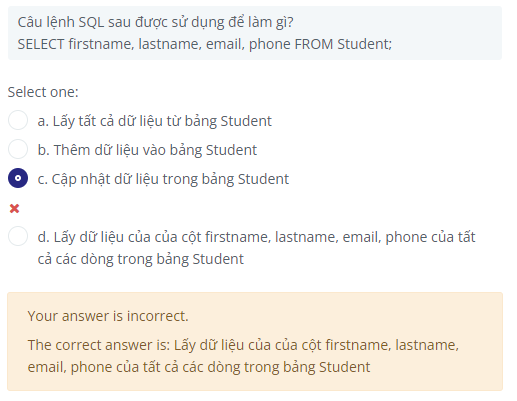 Câu lệnh SQL sau được sử dụng để làm gì?
SELECT firstname, lastname, email, phone FROM Student;
Select one:
a. Lấy tất cả dữ liệu từ bảng Student
b. Thêm dữ liệu vào bảng Student
c. Cập nhật dữ liệu trong bảng Student
d. Lấy dữ liệu của của cột firstname, lastname, email, phone của tất
cả các dòng trong bảng Student
Your answer is incorrect.
The correct answer is: Lấy dữ liệu của của cột firstname, lastname,
email, phone của tất cả các dòng trong bảng Student